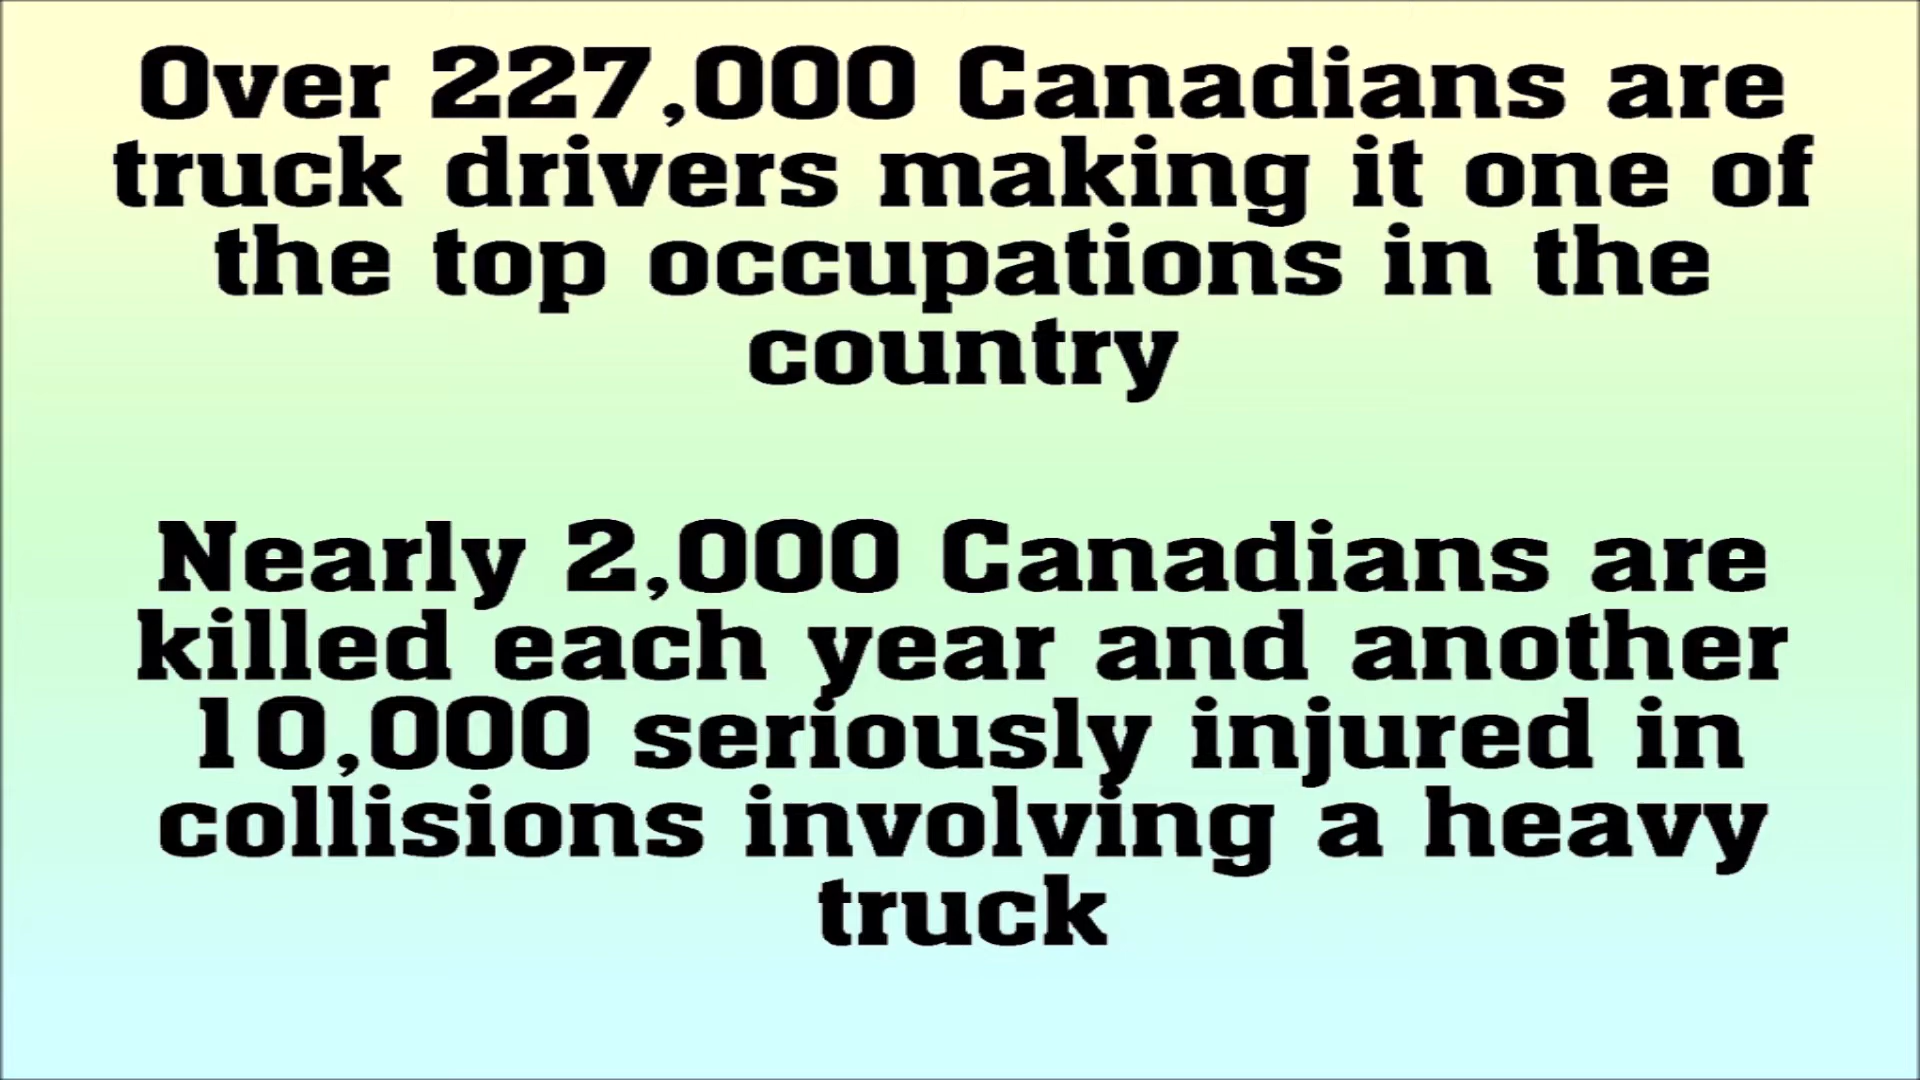 Over 227,000 Canadians are
truck drivers making it one of
the top occupations in the
country
Nearly 2,000 Canadians are
killed each year and another
10,000 seriously injured in
collisions involving a heavy
truck